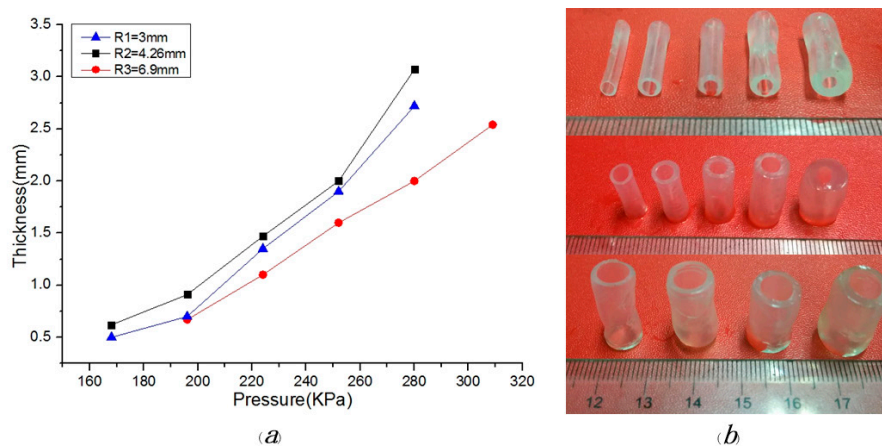 R1=3mm
R2=4.26mm
R3=6.9mm
3.5
3.0
2.5
2.0
1.5
1.0
0.5
Thickness(mm)
160 180 200 220 240 260 280 300 320
Pressure(KPa)
(a)
12 13 14 15 16 17
(b)